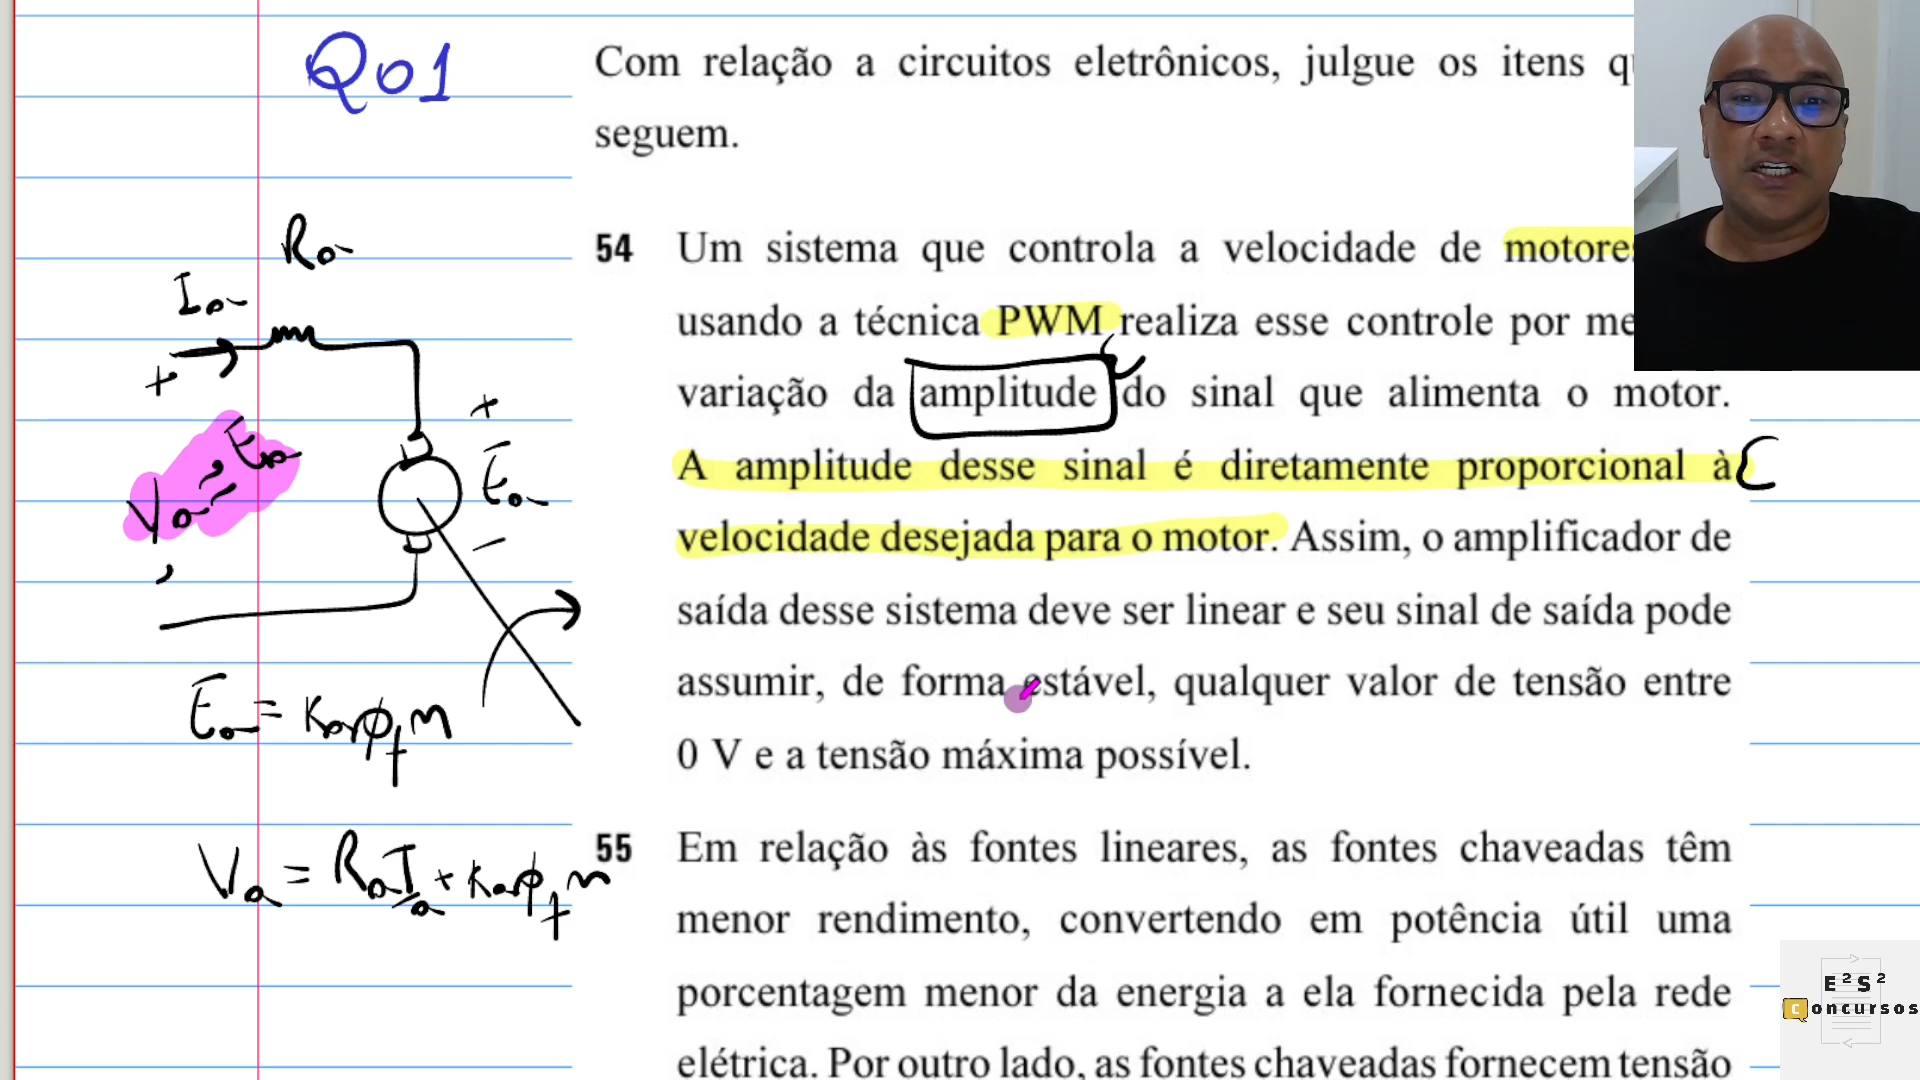 Q01
Com relação a circuitos eletrônicos, julgue os itens
seguem.
54 Um sistema que controla a velocidade de motores
usando a técnica PWM realiza esse controle por
variação da amplitude do sinal que alimenta o motor.
A amplitude desse sinal é diretamente proporcional à C
velocidade desejada para o motor. Assim, o amplificador de
saída desse sistema deve ser linear e seu sinal de saída pode
assumir, de forma estável, qualquer valor de tensão entre
0 V e a tensão máxima possível.
55 Em relação às fontes lineares, as fontes chaveadas têm
menor rendimento, convertendo em potência útil uma
porcentagem menor da energia a ela fornecida pela rede
elétrica. Por outro lado, as fontes chaveadas fornecem tensão
Ra
Ia
+
+
Va ≈ Ea
Ea
−
Ea = Kaϕf n
Va = RaIa + Kaϕf n
E²S²
Concursos